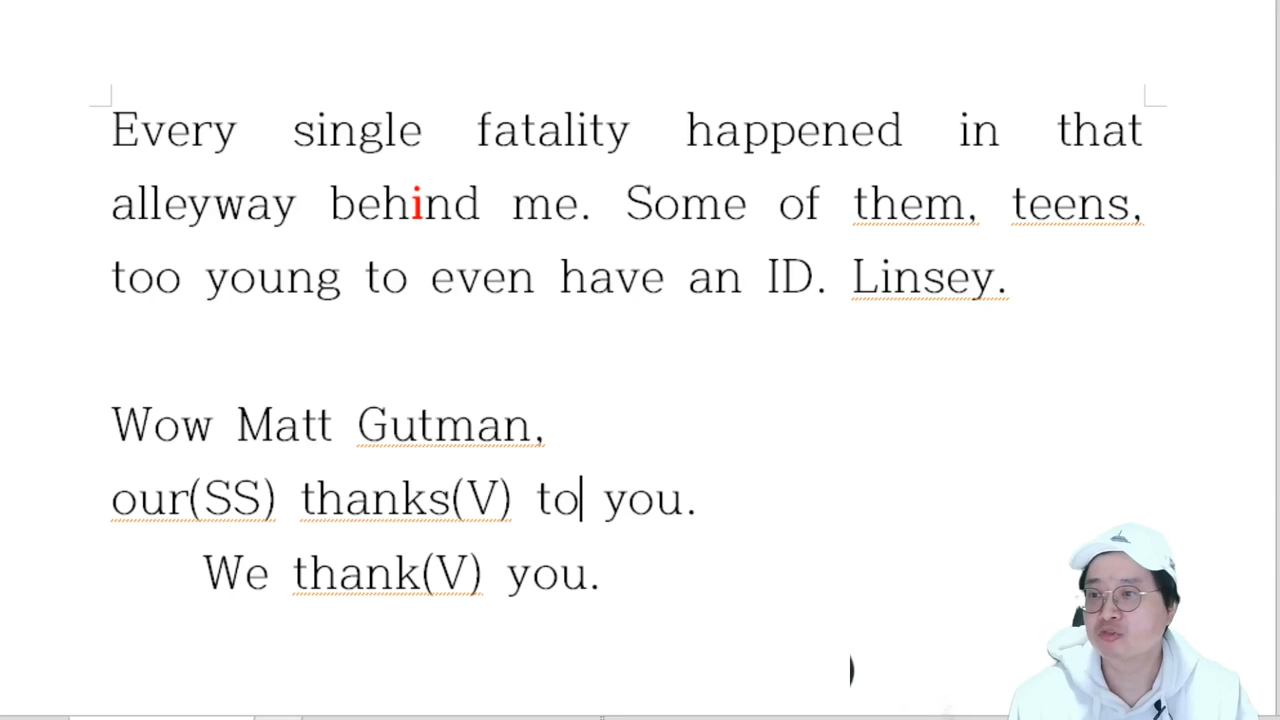 Every single fatality happened in that
alleyway behind me. Some of them, teens,
too young to even have an ID. Linsey.
Wow Matt Gutman,
our(SS) thanks(V) to you.
We thank(V) you.